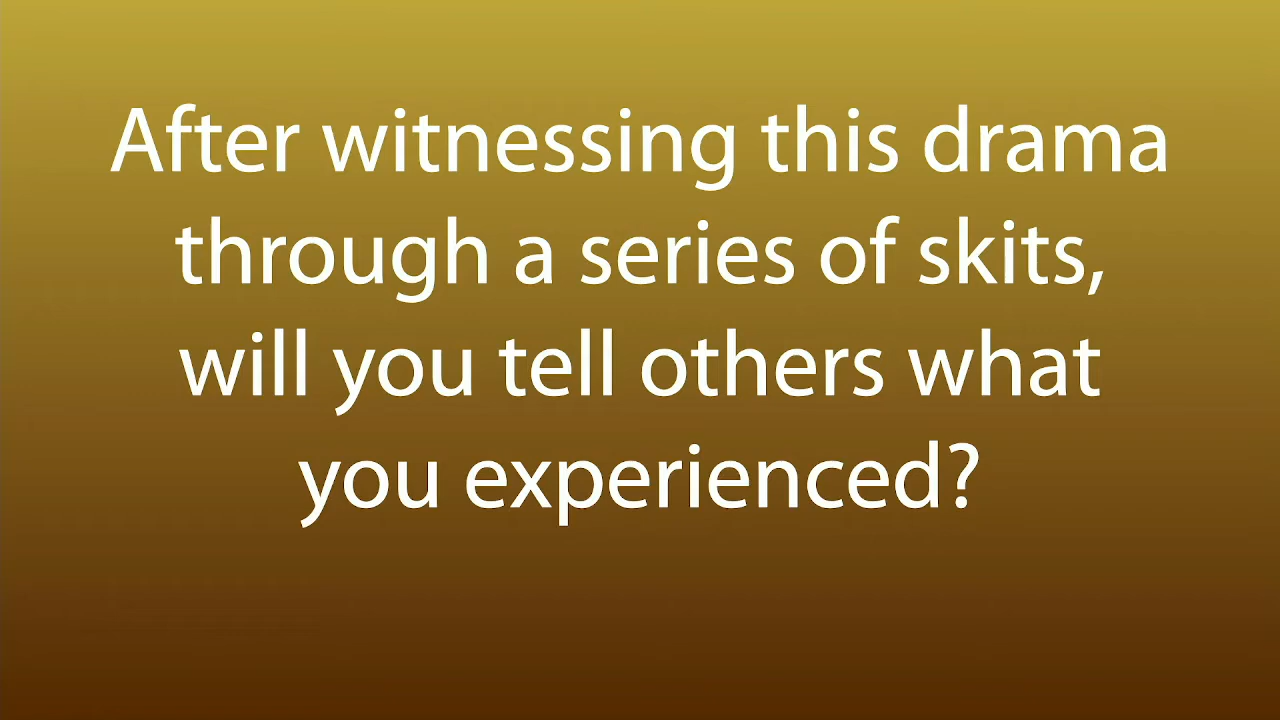 After witnessing this drama
through a series of skits,
will you tell others what
you experienced?